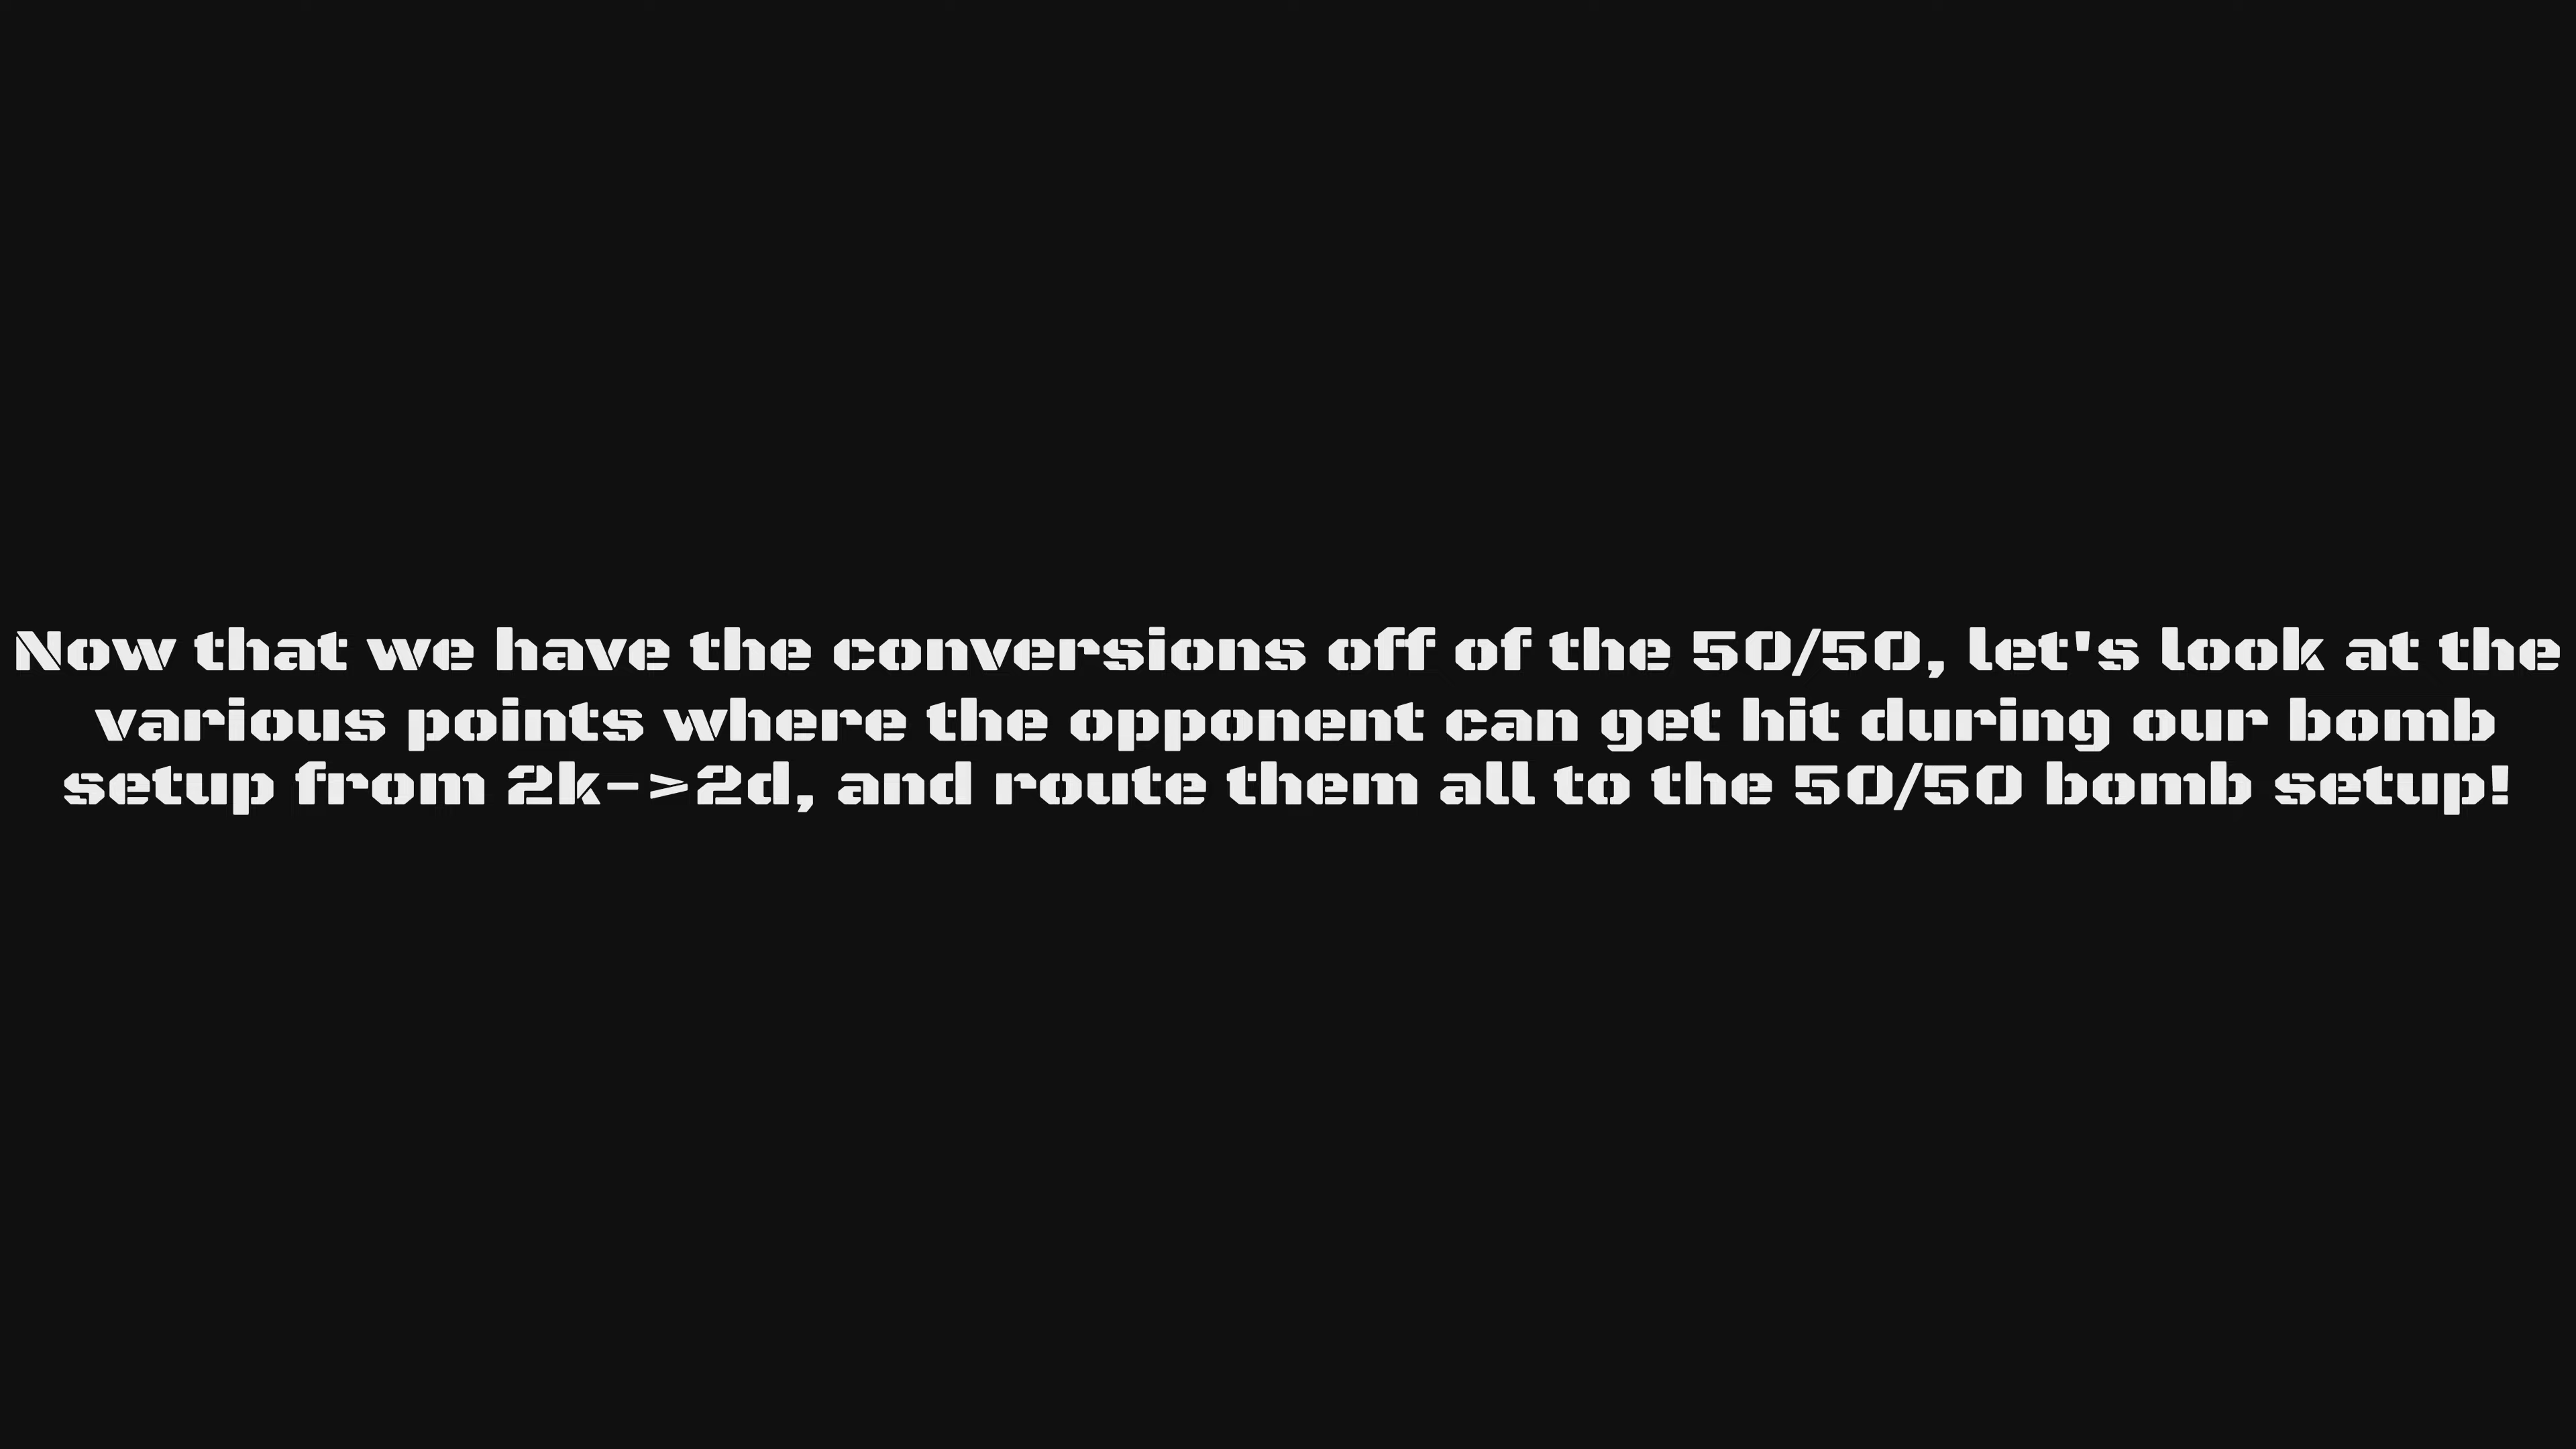 Now that we have the conversions off of the 50/50, let's look at the
various points where the opponent can get hit during our bomb
setup from 2k->2d, and route them all to the 50/50 bomb setup!